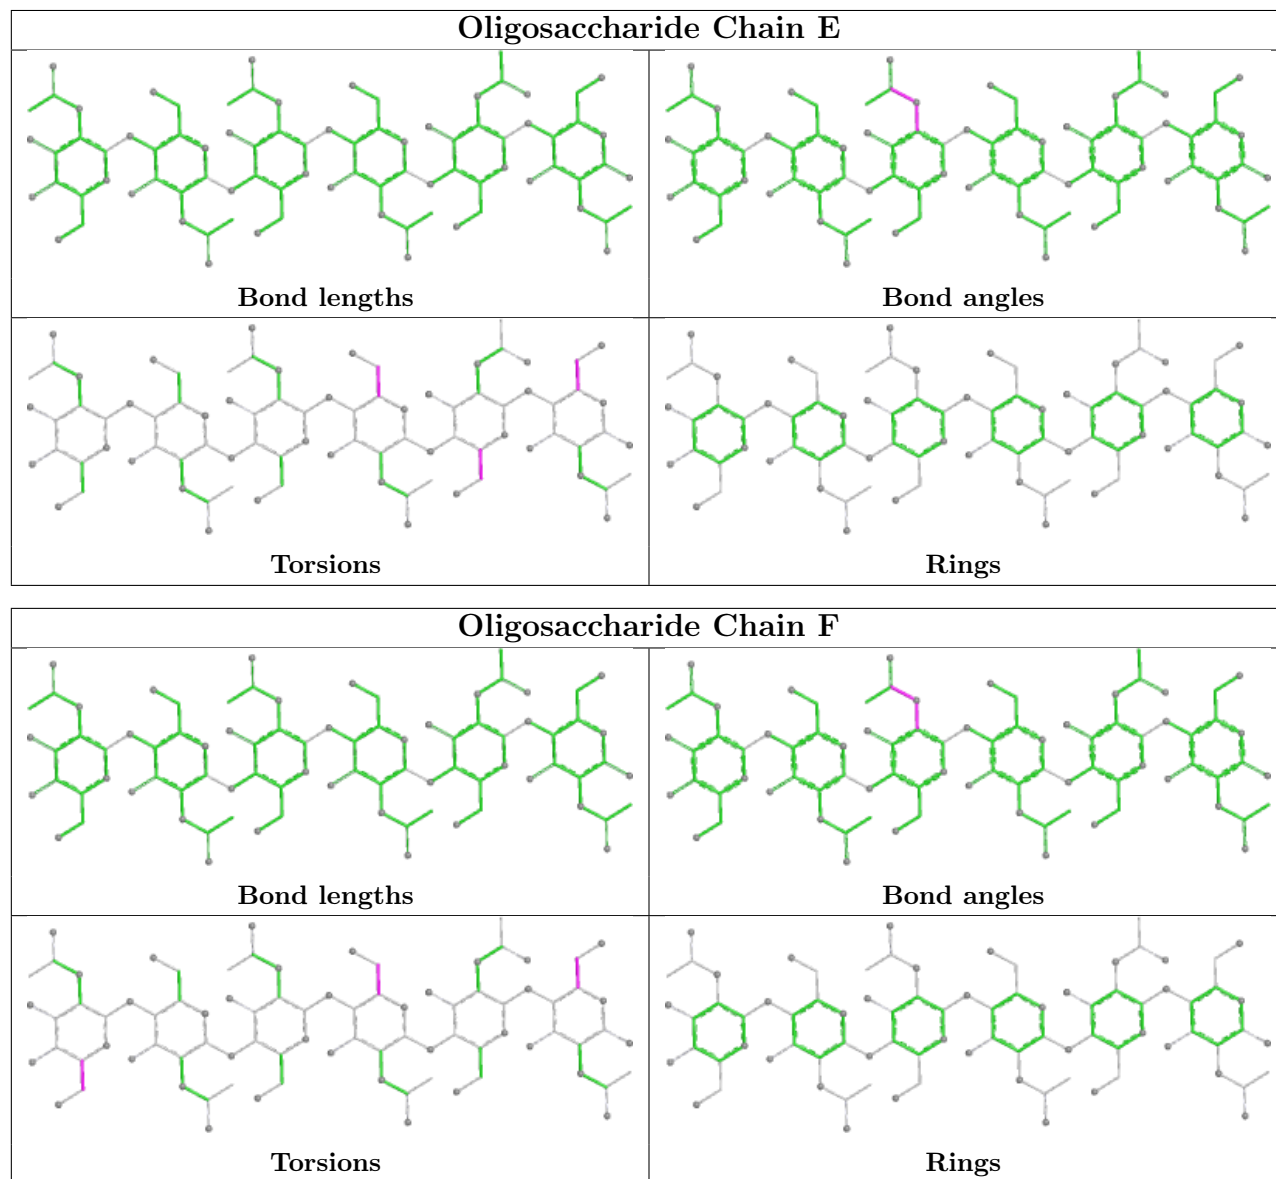 Oligosaccharide Chain E
Bond lengths
Bond angles
Torsions
Rings
Oligosaccharide Chain F
Bond lengths
Bond angles
Torsions
Rings